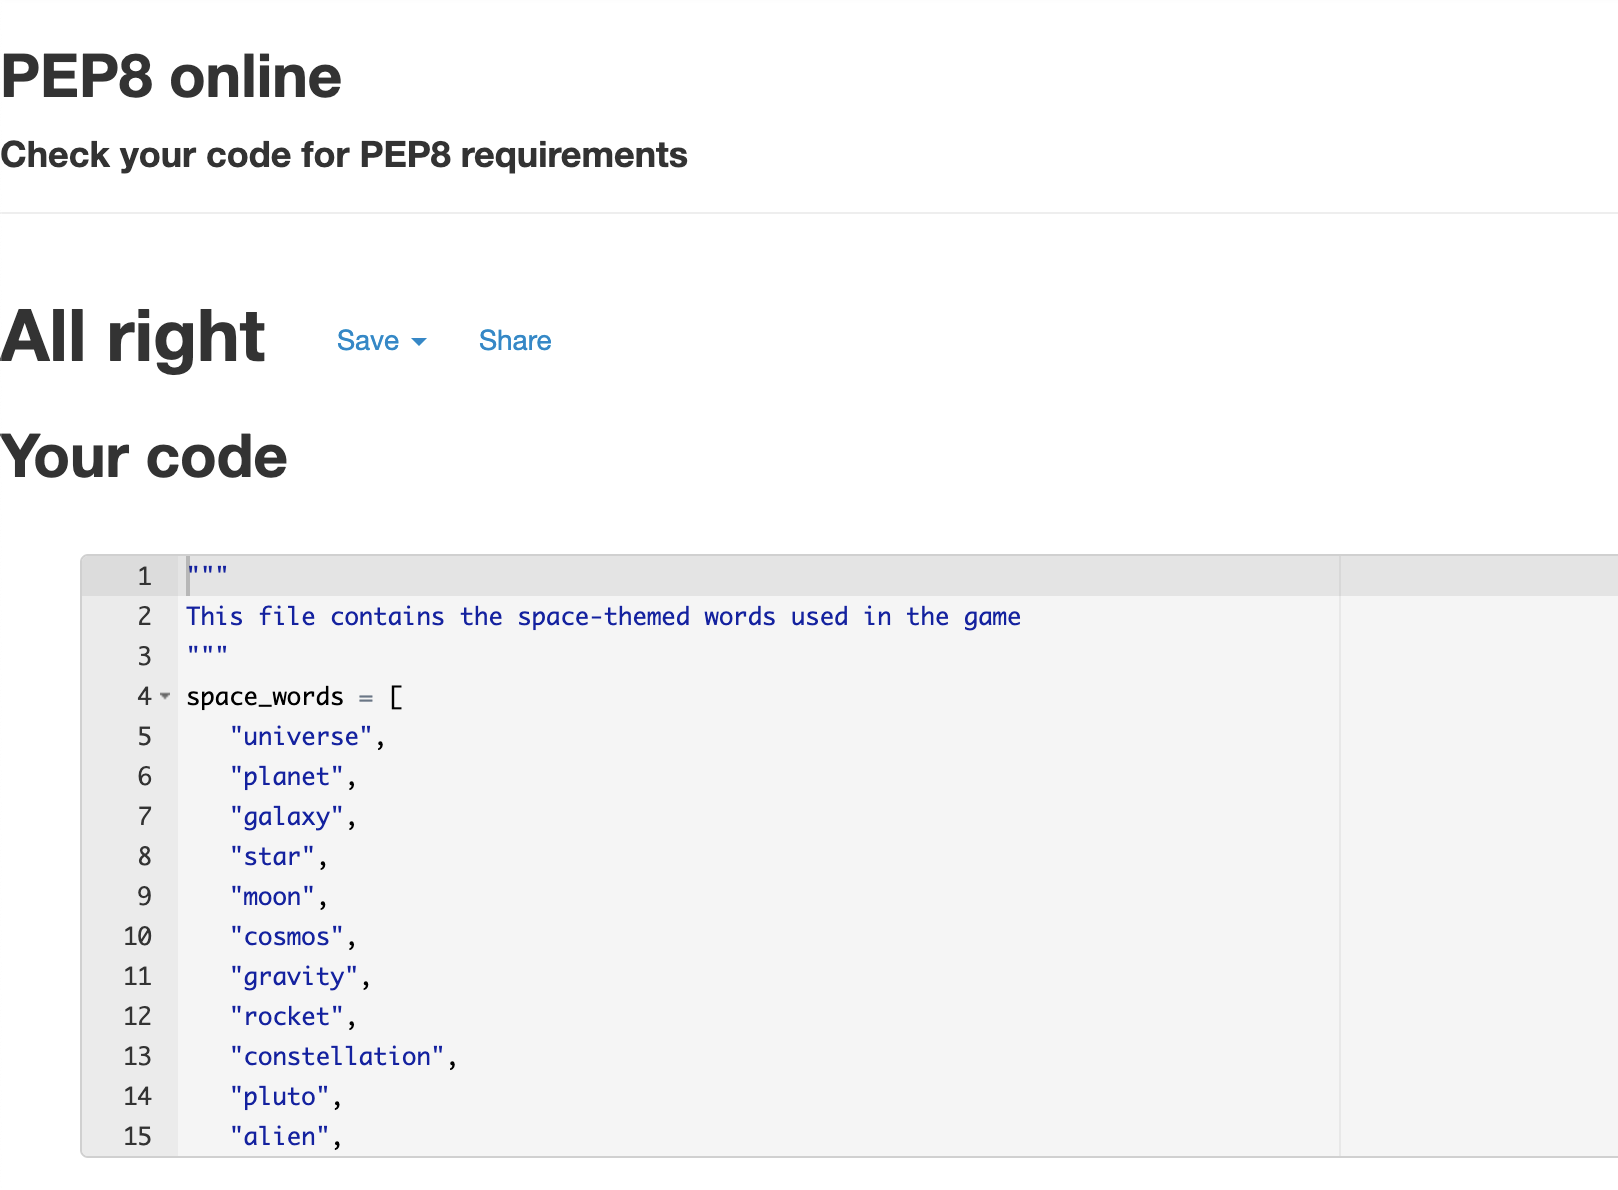 PEP8 online
Check your code for PEP8 requirements
All right Save Share
Your code
1 """
2 This file contains the space-themed words used in the game
3 """
4 space_words = [
5 "universe",
6 "planet",
7 "galaxy",
8 "star",
9 "moon",
10 "cosmos",
11 "gravity",
12 "rocket",
13 "constellation",
14 "pluto",
15 "alien",